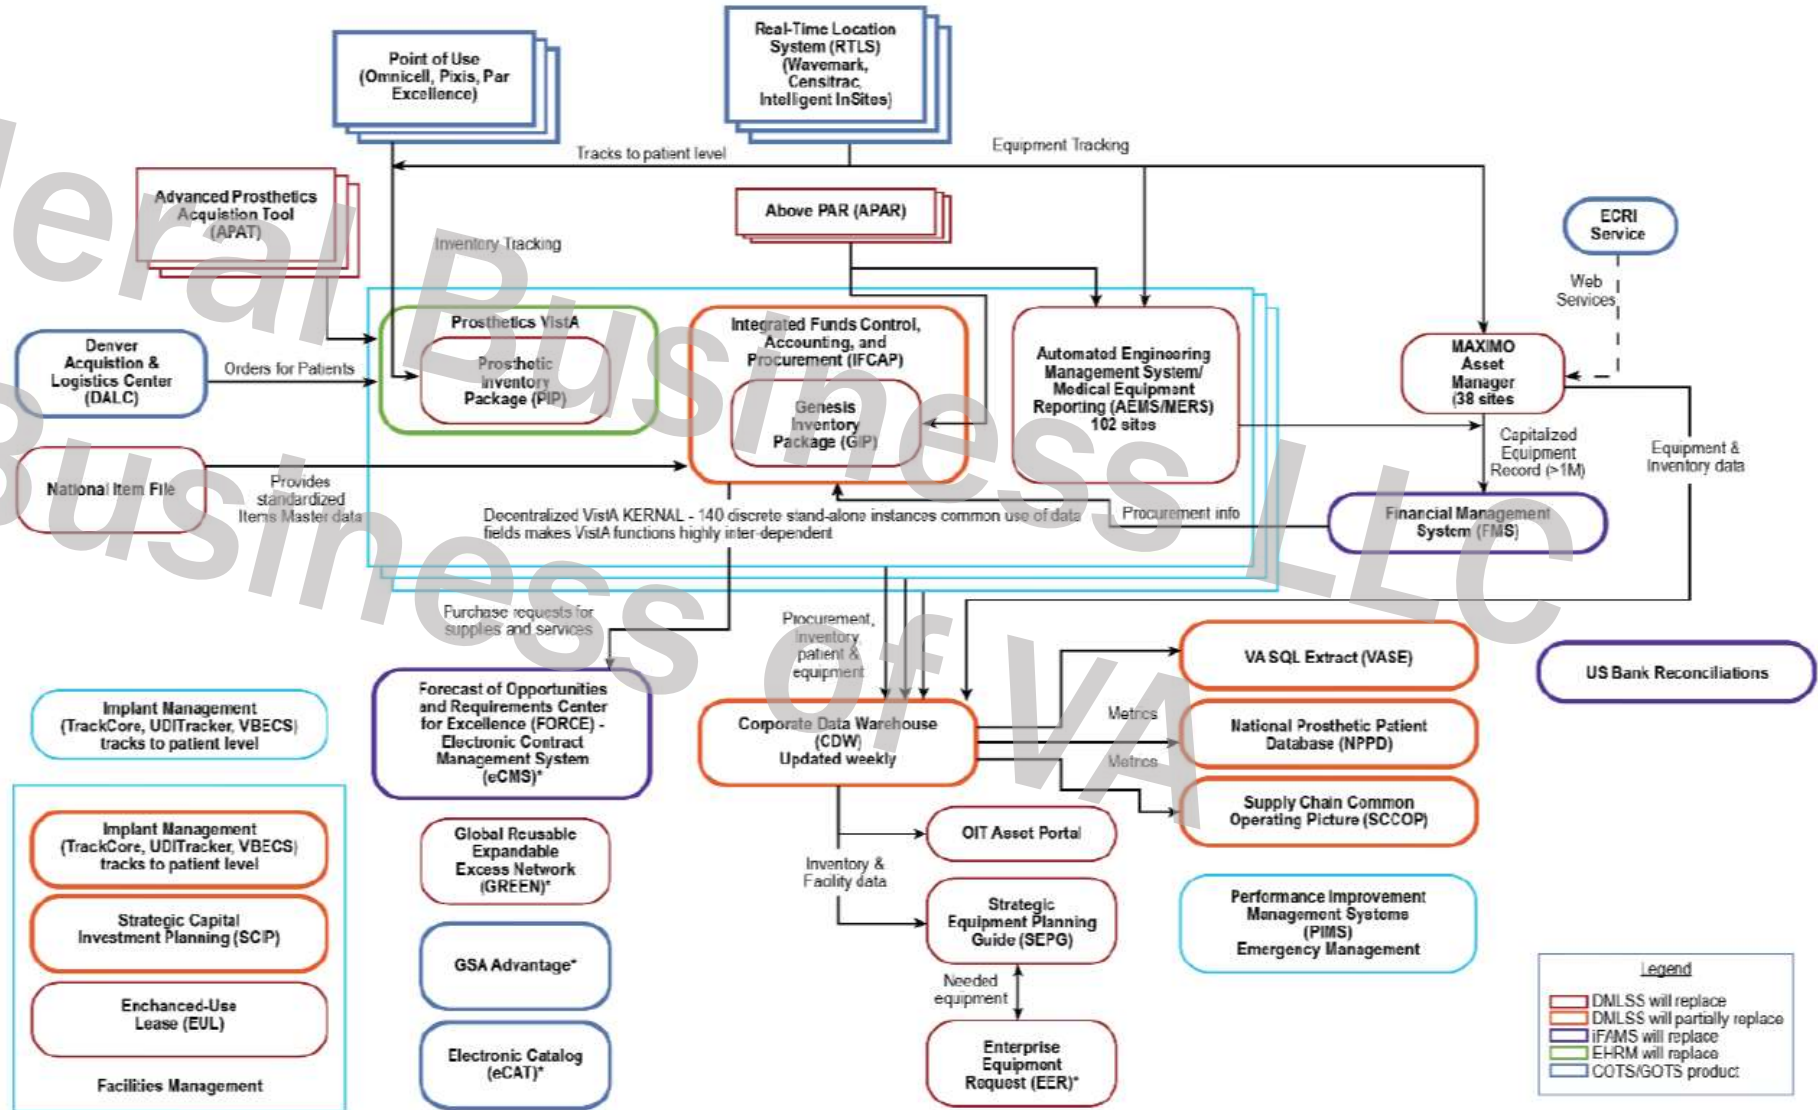 Point of Use
(Omnicell, Pixis, Par
Excellence)
Real-Time Location
System (RTLS)
(Wavemark,
Censitrac,
Intelligent InSites)
Tracks to patient level
Equipment Tracking
Advanced Prosthetics
Acquistion Tool
(APAT)
Above PAR (APAR)
ECRI
Service
Inventory Tracking
Web
Services
Prosthetics VistA
Prosthetic
Inventory
Package (PIP)
Integrated Funds Control,
Accounting, and
Procurement (IFCAP)
Genesis
Inventory
Package (GIP)
Automated Engineering
Management System/
Medical Equipment
Reporting (AEMS/MERS)
102 sites
MAXIMO
Asset
Manager
(38 sites
Denver
Acquistion &
Logistics Center
(DALC)
Orders for Patients
Capitalized
Equipment
Record (>1M)
Equipment &
Inventory data
National Item File
Provides
standardized
Items Master data
Decentralized VistA KERNAL - 140 discrete stand-alone instances common use of data
fields makes VistA functions highly inter-dependent
Procurement info
Financial Management
System (FMS)
Purchase requests for
supplies and services
Procurement,
Inventory,
patient &
equipment
VA SQL Extract (VASE)
US Bank Reconciliations
Implant Management
(TrackCore, UDITracker, VBECS)
tracks to patient level
Forecast of Opportunities
and Requirements Center
for Excellence (FORCE) -
Electronic Contract
Management System
(eCMS)*
Corporate Data Warehouse
(CDW)
Updated weekly
Metrics
National Prosthetic Patient
Database (NPPD)
Metrics
Supply Chain Common
Operating Picture (SCCOP)
Implant Management
(TrackCore, UDITracker, VBECS)
tracks to patient level
Global Reusable
Expandable
Excess Network
(GREEN)*
OIT Asset Portal
Inventory &
Facility data
Strategic Capital
Investment Planning (SCIP)
Strategic
Equipment Planning
Guide (SEPG)
Performance Improvement
Management Systems
(PIMS)
Emergency Management
GSA Advantage*
Needed
equipment
Enchanced-Use
Lease (EUL)
Electronic Catalog
(eCAT)*
Enterprise
Equipment
Request (EER)*
Facilities Management
Legend
DMLSS will replace
DMLSS will partially replace
iFAMS will replace
EHRM will replace
COTS/GOTS product
deral Business LLC
Business of VA